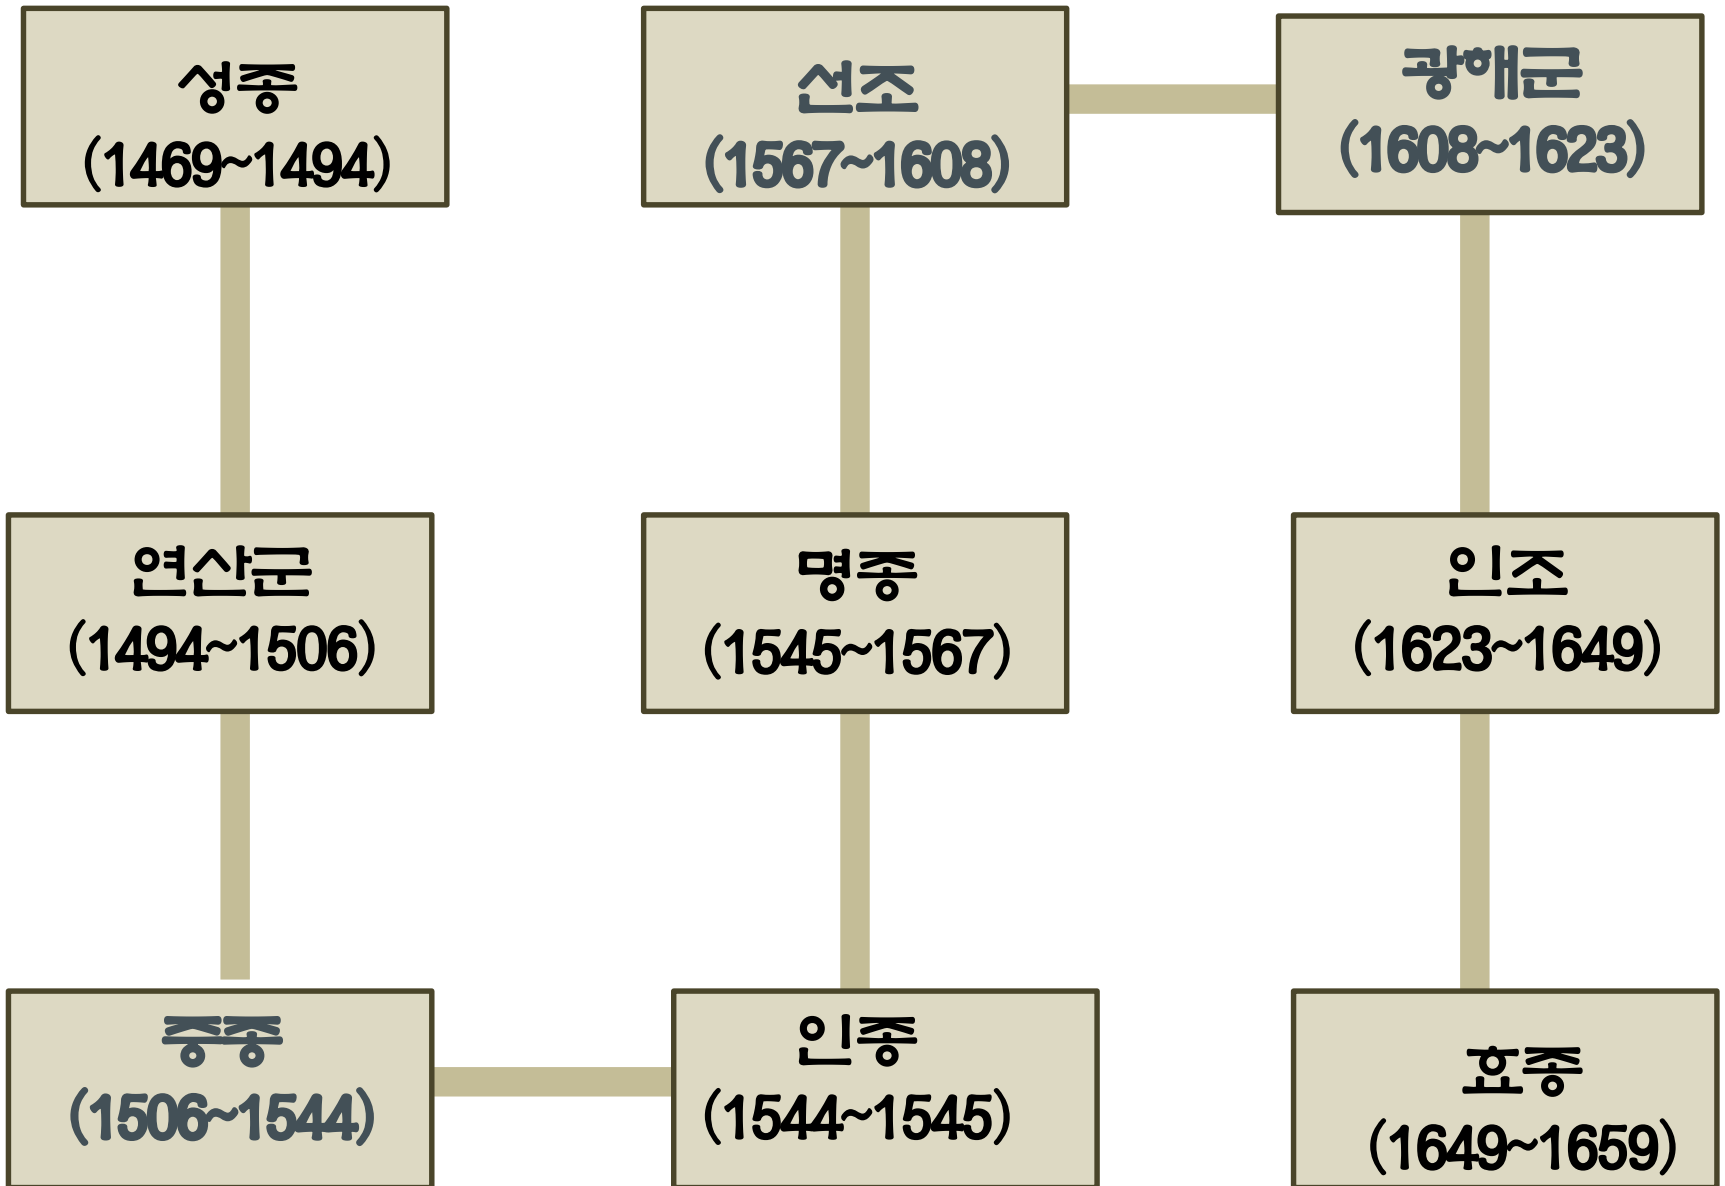 성종
(1469~1494)
선조
(1567~1608)
광해군
(1608~1623)
연산군
(1494~1506)
명종
(1545~1567)
인조
(1623~1649)
중종
(1506~1544)
인종
(1544~1545)
효종
(1649~1659)